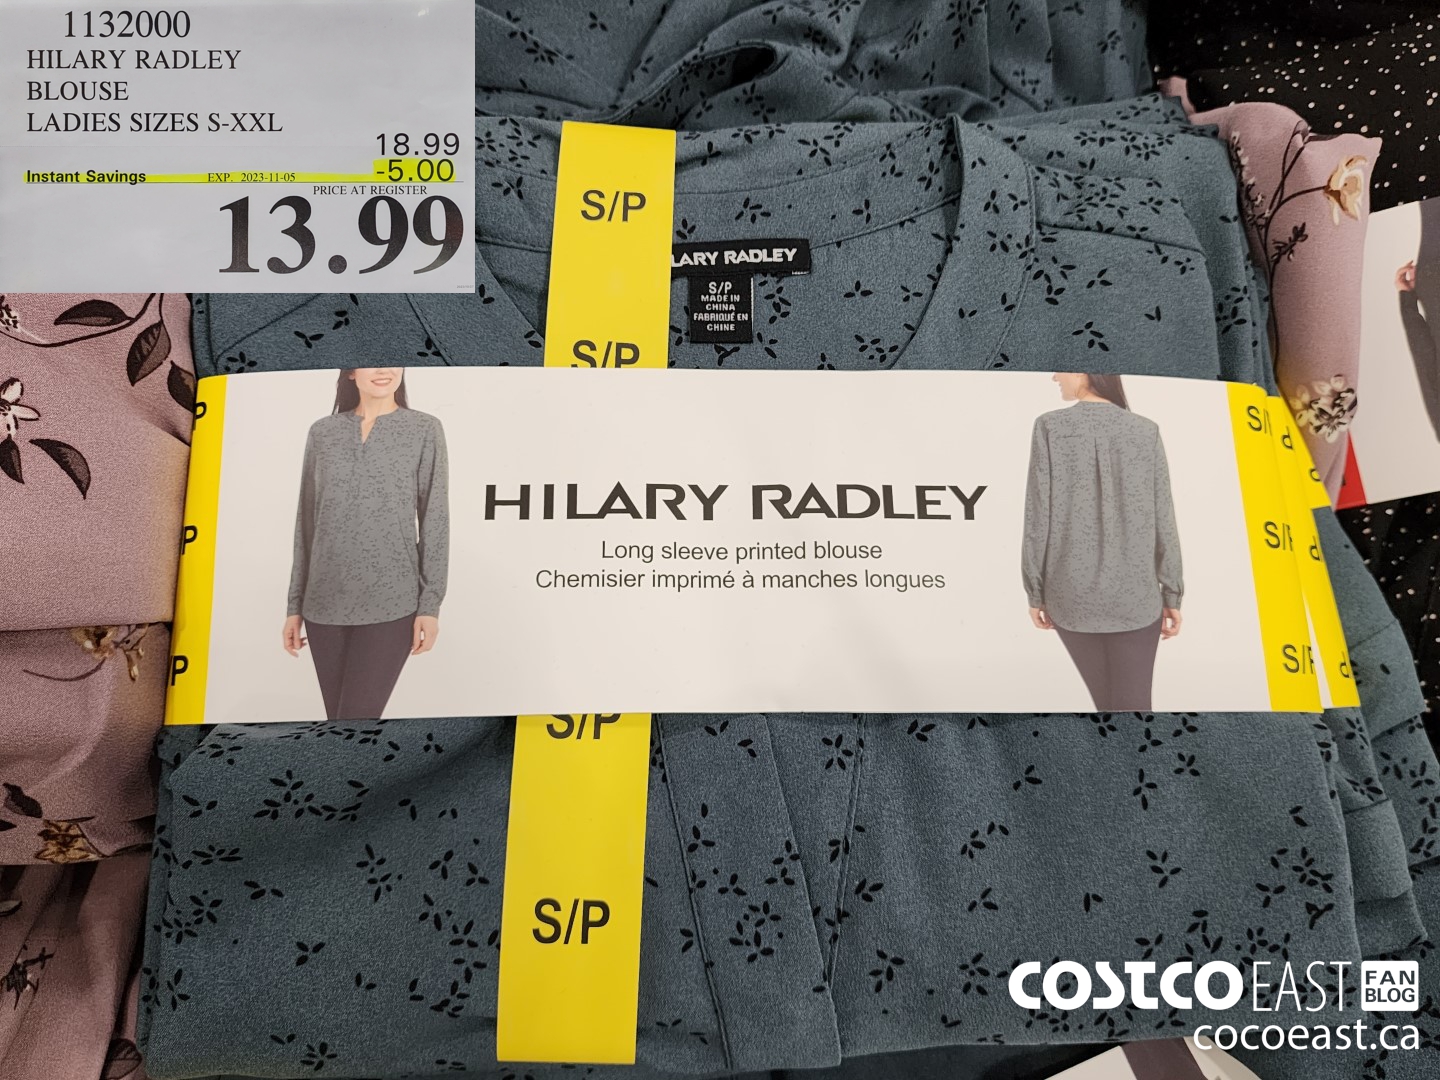 1132000
HILARY RADLEY
BLOUSE
LADIES SIZES S-XXL
18.99
Instant Savings EXP. 2023-11-05 -5.00
PRICE AT REGISTER
13.99
S/P
LARY RADLEY
S/P
MADE IN
CHINA
FABRIQUÉ EN
CHINE
S/P
HILARY RADLEY
Long sleeve printed blouse
Chemisier imprimé à manches longues
S/P
S/P
S/P
S/P
S/P
COSTCO EAST FAN BLOG
cocoeast.ca